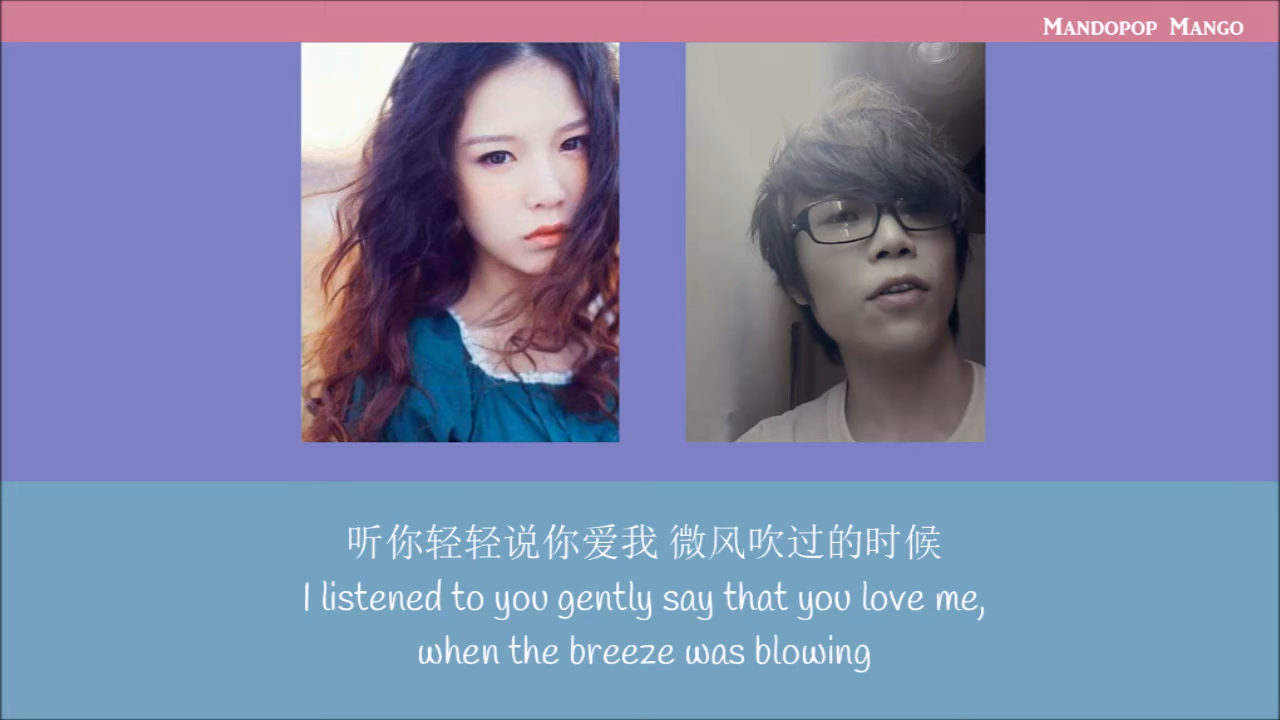 Mandopop Mango
听你轻轻说你爱我 微风吹过的时候
I listened to you gently say that you love me,
when the breeze was blowing